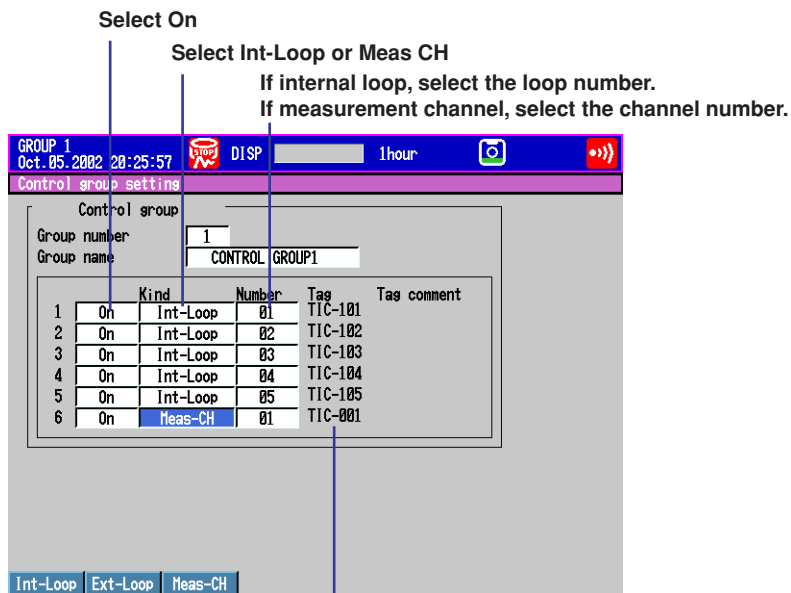 Select On
Select Int-Loop or Meas CH
If internal loop, select the loop number.
If measurement channel, select the channel number.
GROUP 1
Oct.05.2002 20:25:57
STOP
DISP
1hour
Control group setting
Control group
Group number 1
Group name CONTROL GROUP1
Kind Number Tag Tag comment
1 On Int-Loop 01 TIC-101
2 On Int-Loop 02 TIC-102
3 On Int-Loop 03 TIC-103
4 On Int-Loop 04 TIC-104
5 On Int-Loop 05 TIC-105
6 On Meas-CH 01 TIC-001
Int-Loop Ext-Loop Meas-CH